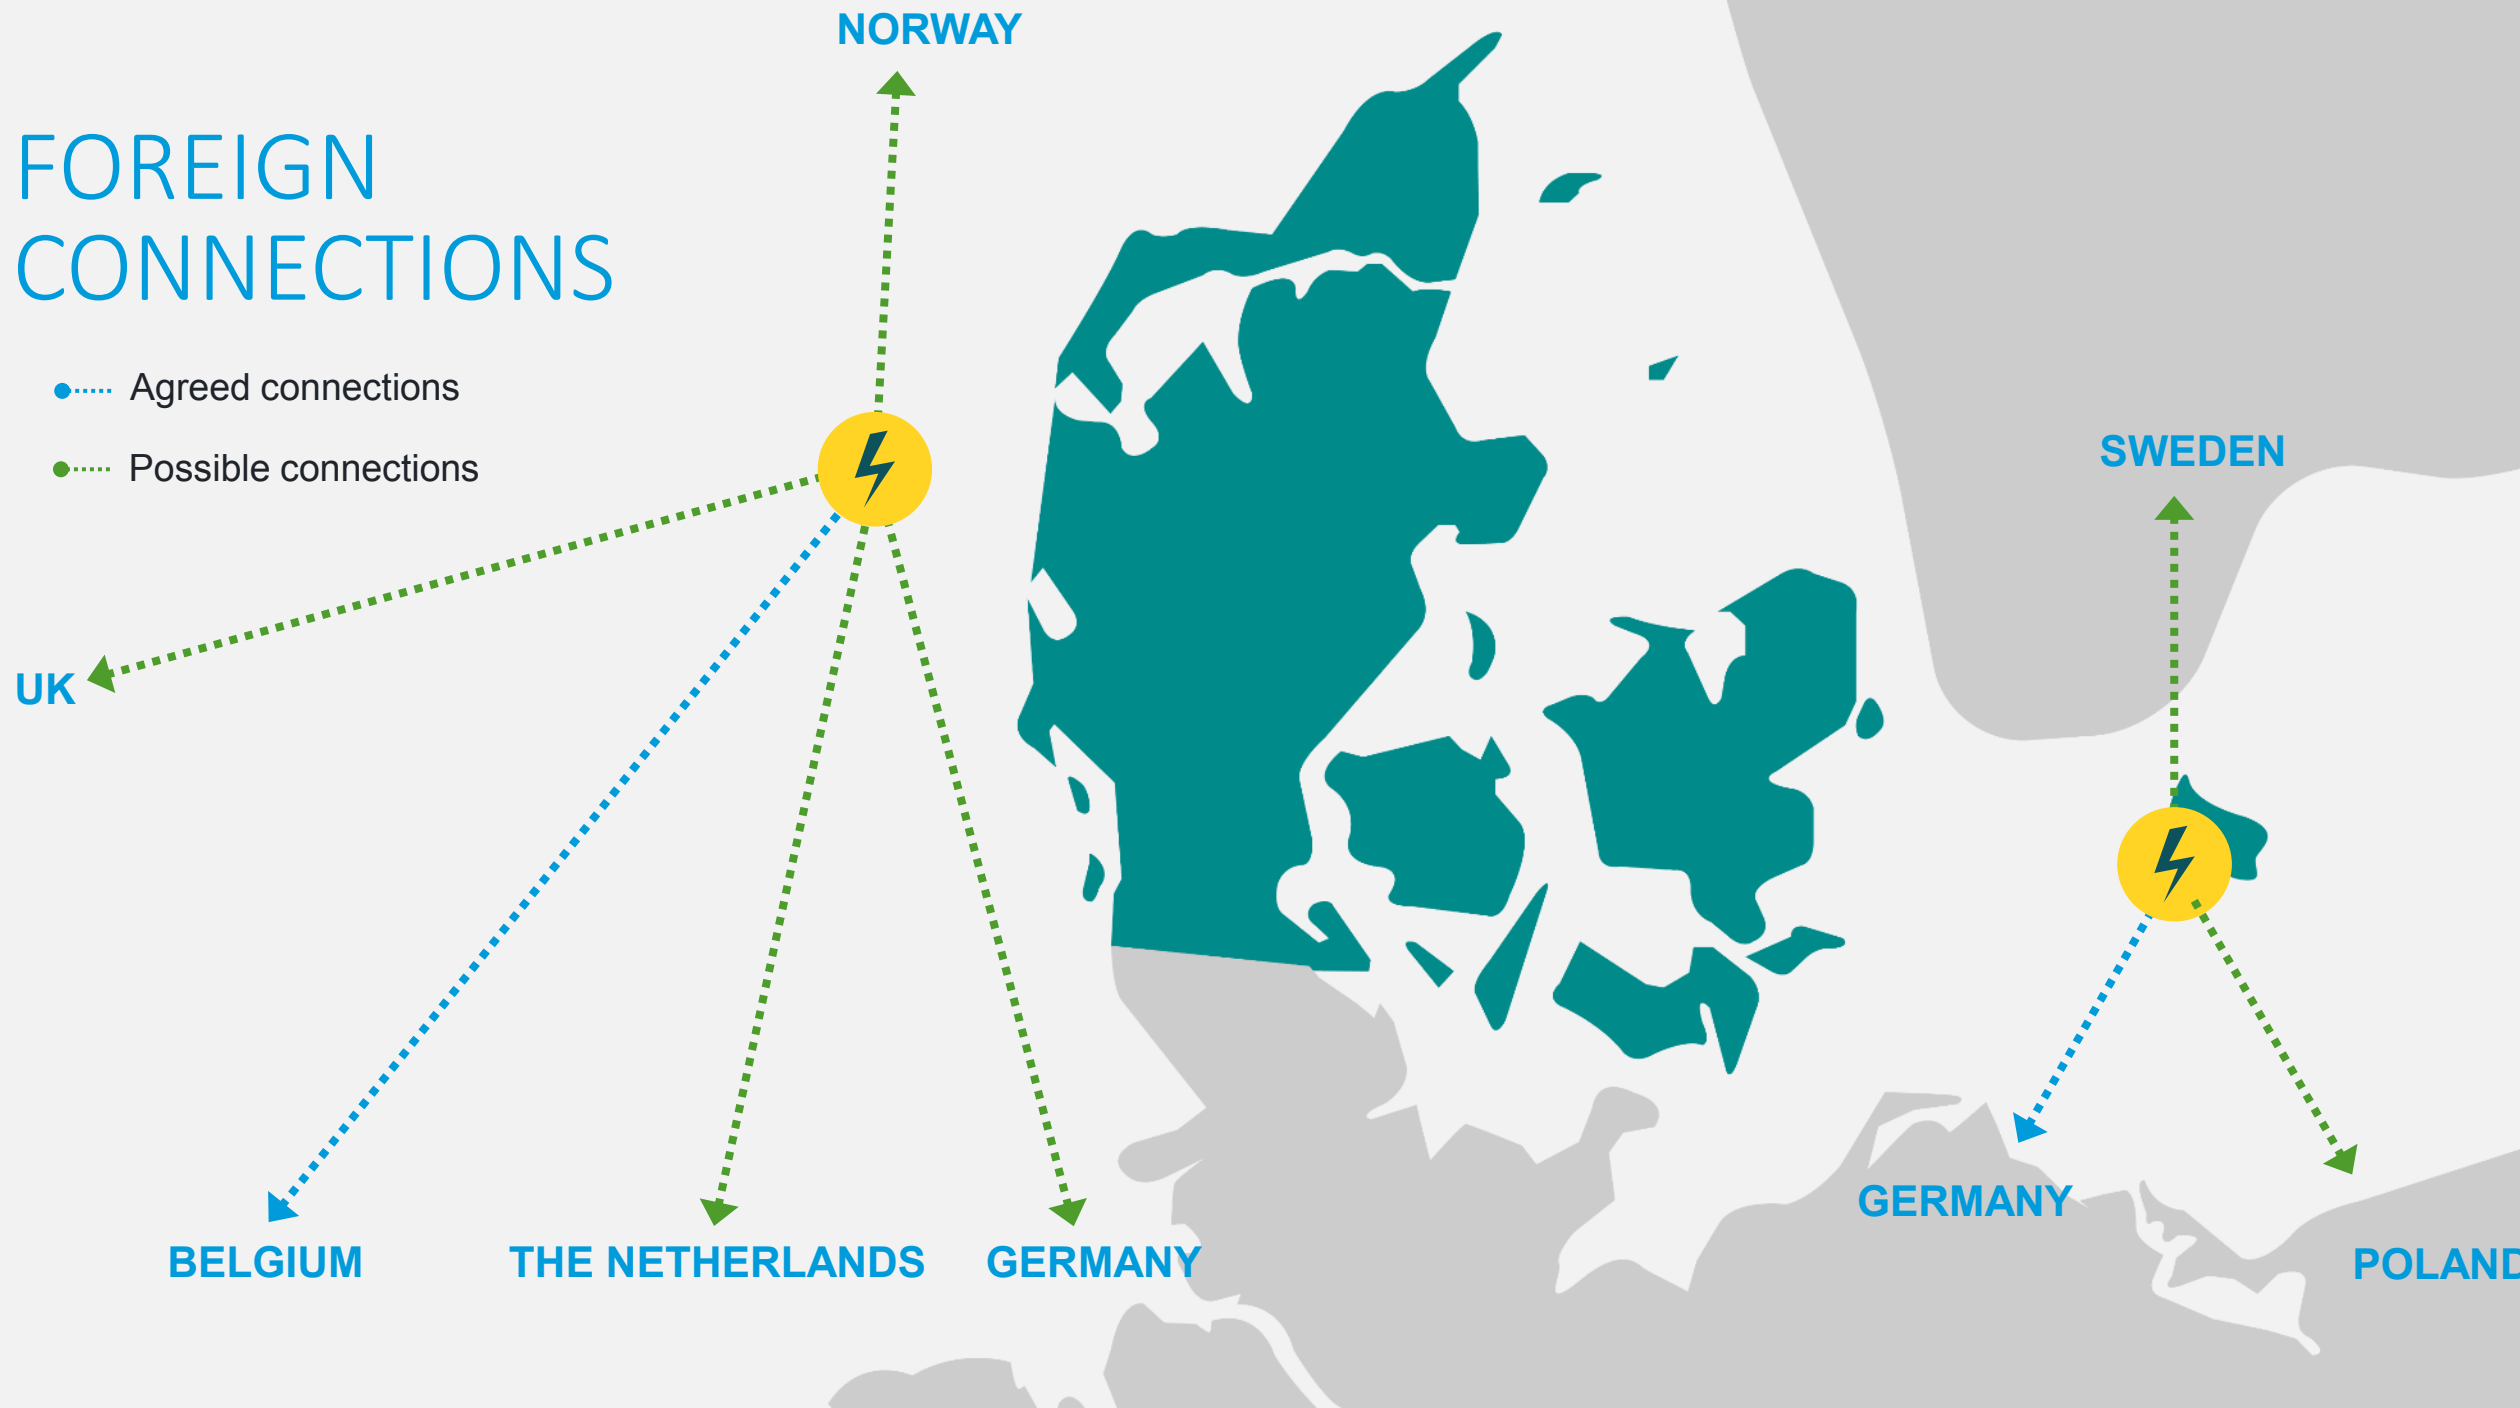 NORWAY
FOREIGN
CONNECTIONS
Agreed connections
Possible connections
SWEDEN
UK
GERMANY
BELGIUM
THE NETHERLANDS
GERMANY
POLAND